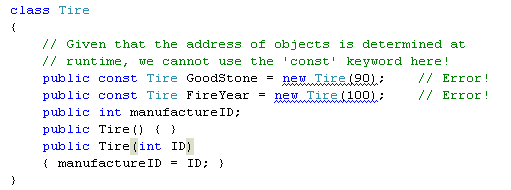 class Tire
{
// Given that the address of objects is determined at
// runtime, we cannot use the 'const' keyword here!
public const Tire GoodStone = new Tire(90); // Error!
public const Tire FireYear = new Tire(100); // Error!
public int manufactureID;
public Tire() { }
public Tire(int ID)
{ manufactureID = ID; }
}